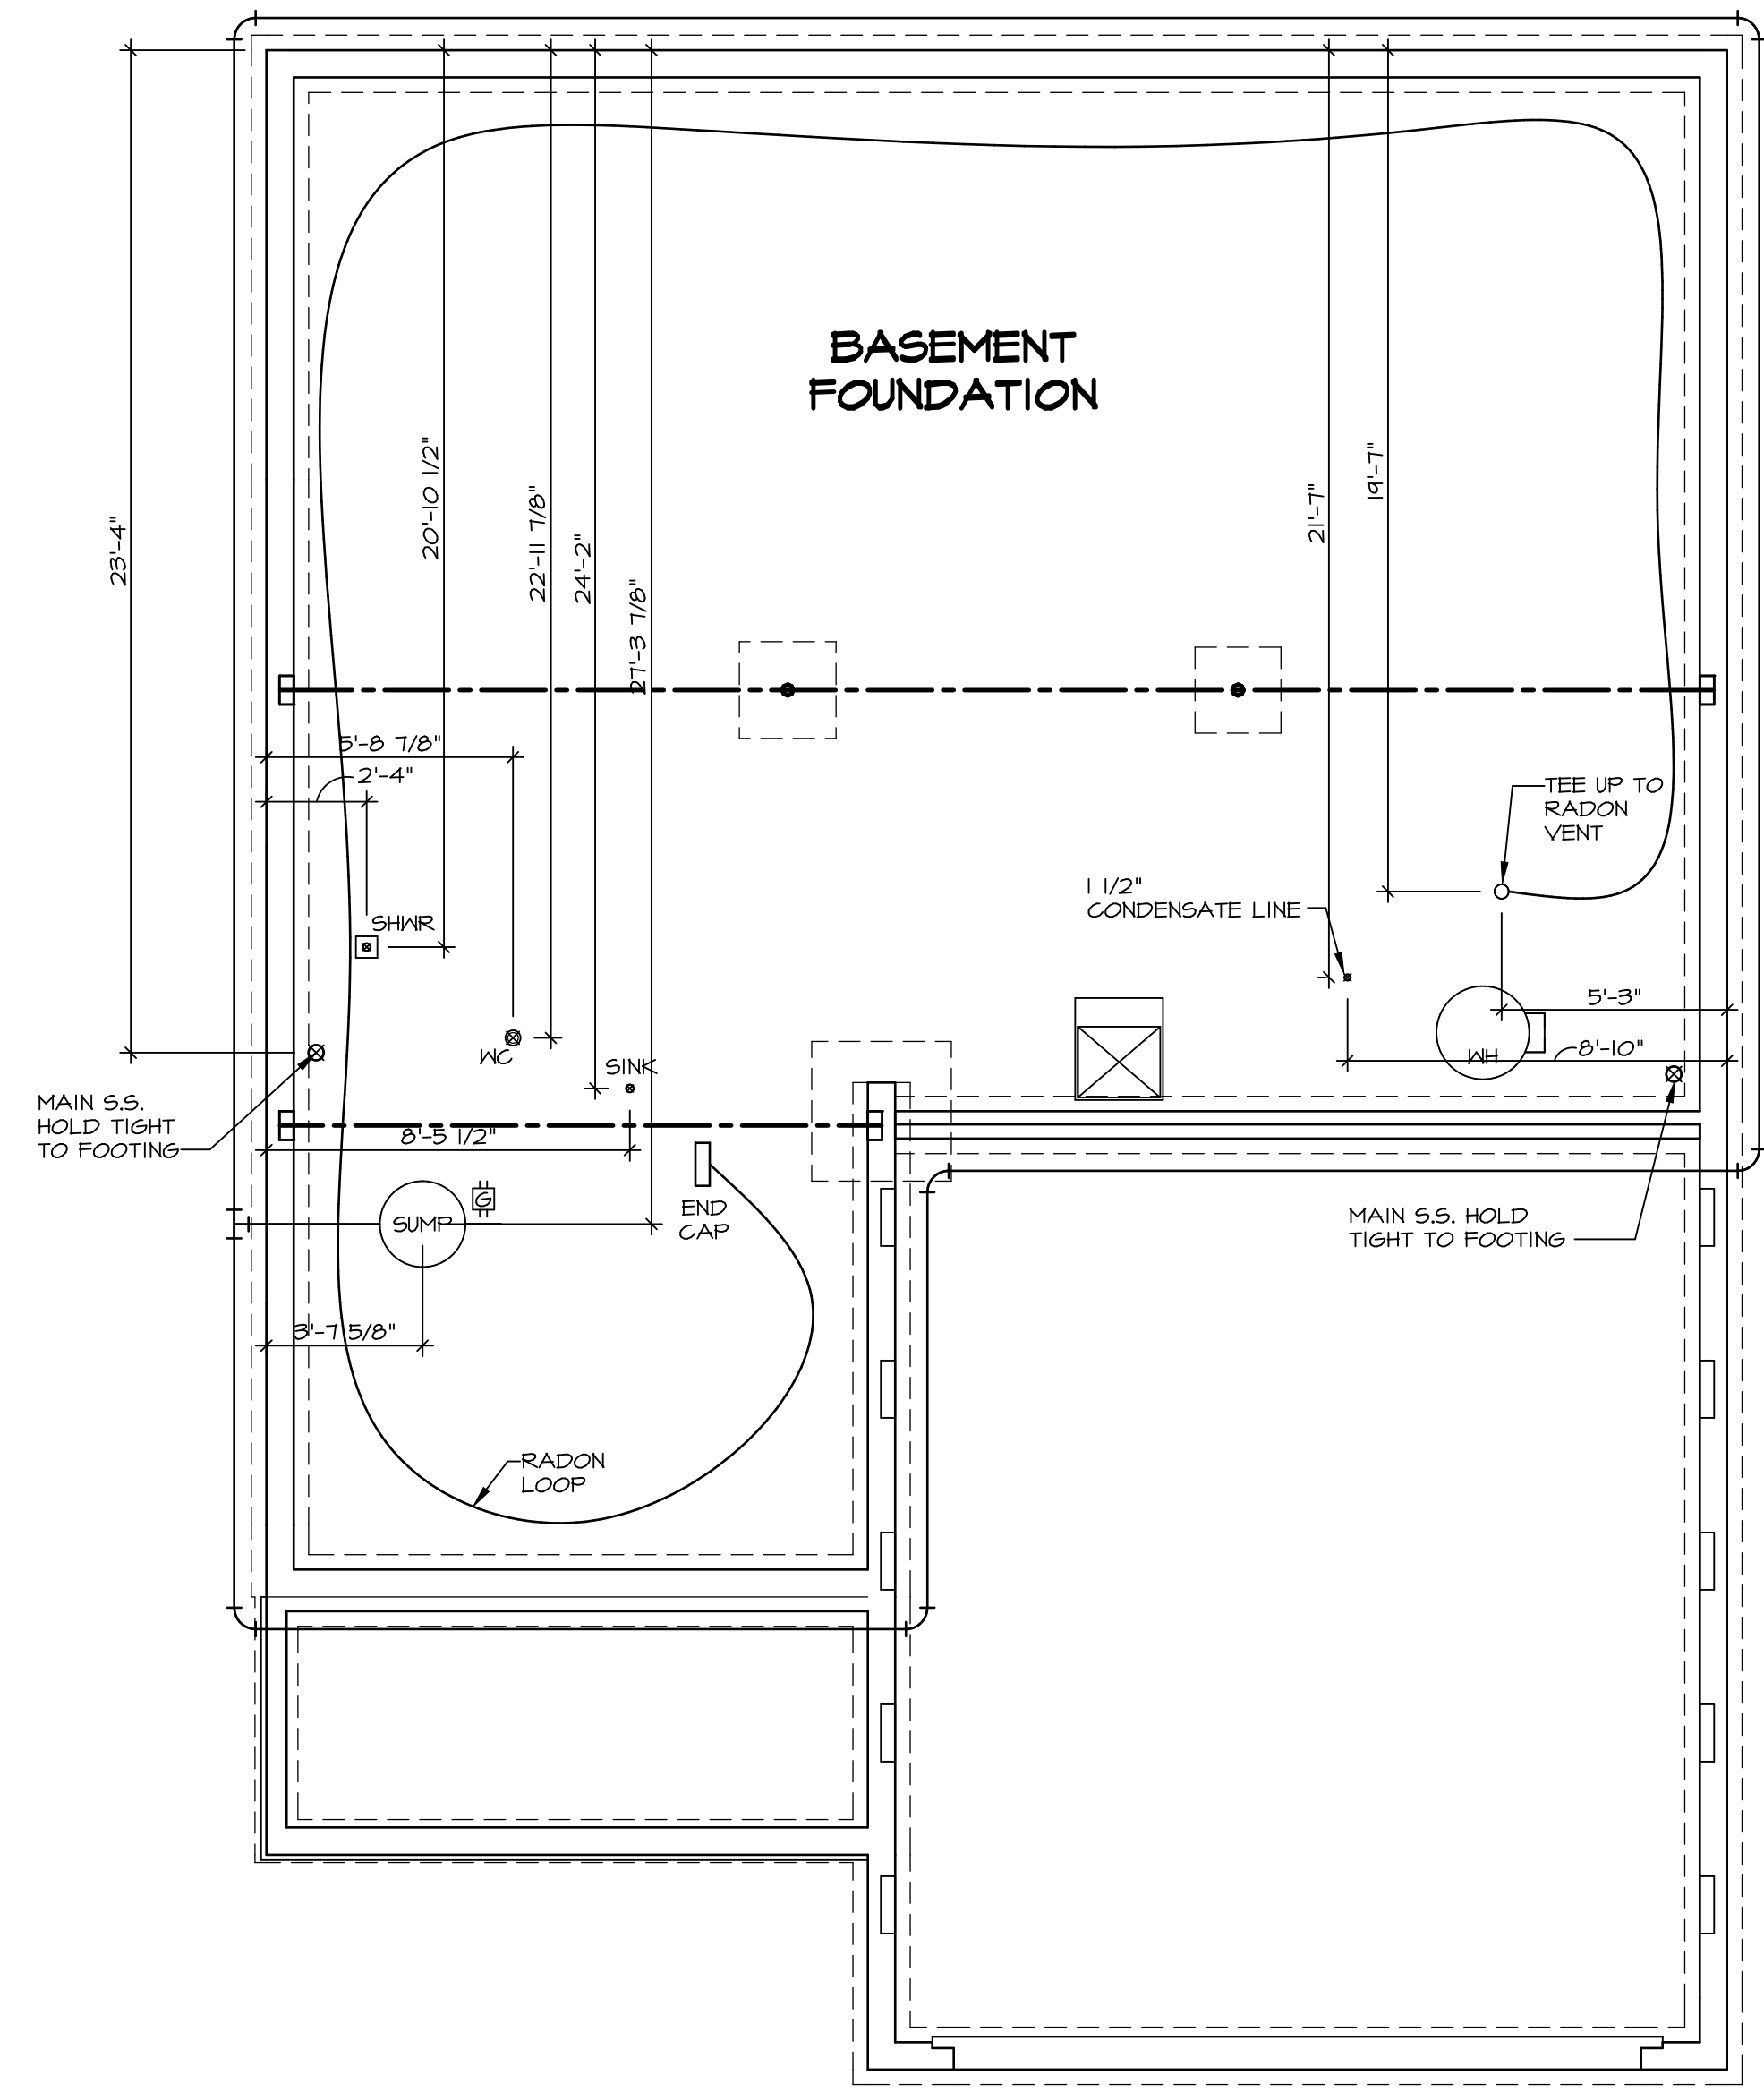 BASEMENT
FOUNDATION
23'-4"
20'-10 1/2"
22'-11 7/8"
24'-2"
27'-3 7/8"
21'-7"
19'-7"
5'-8 7/8"
2'-4"
TEE UP TO
RADON
VENT
1 1/2"
CONDENSATE LINE
SHWR
5'-3"
WC
SINK
WH
8'-10"
MAIN S.S.
HOLD TIGHT
TO FOOTING
8'-5 1/2"
G
SUMP
END
CAP
MAIN S.S. HOLD
TIGHT TO FOOTING
3'-7 5/8"
RADON
LOOP